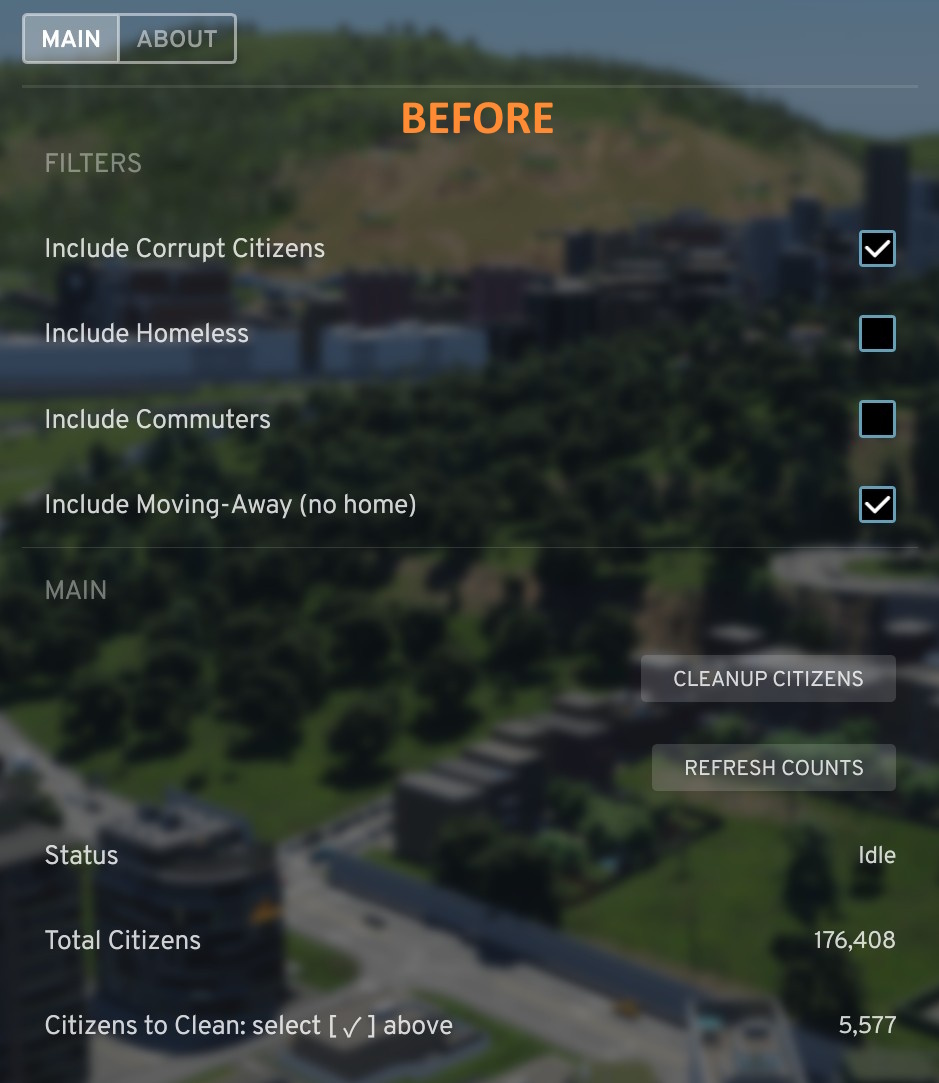 MAIN ABOUT
BEFORE
FILTERS
Include Corrupt Citizens
Include Homeless
Include Commuters
Include Moving-Away (no home)
MAIN
CLEANUP CITIZENS
REFRESH COUNTS
Status Idle
Total Citizens 176,408
Citizens to Clean: select [ ✓ ] above 5,577